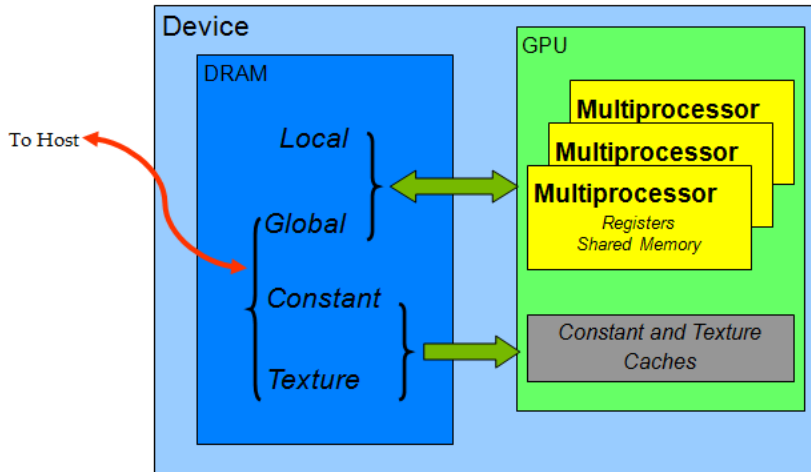 Device
DRAM
GPU
To Host
Local
Global
Constant
Texture
Multiprocessor
Multiprocessor
Multiprocessor
Registers
Shared Memory
Constant and Texture
Caches